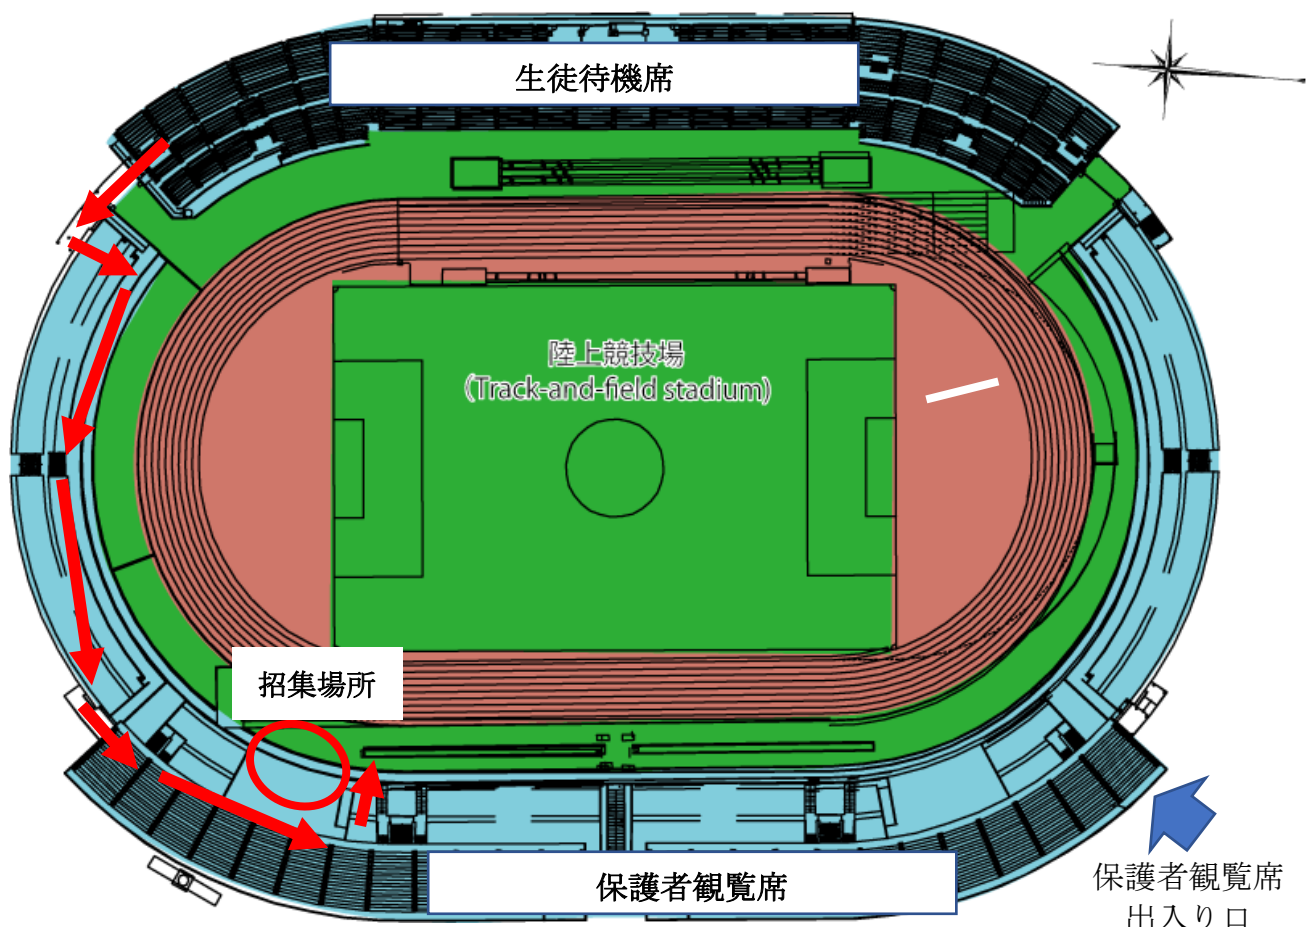 生徒待機席
陸上競技場
(Track-and-field stadium)
招集場所
保護者観覧席
保護者観覧席
出入り口